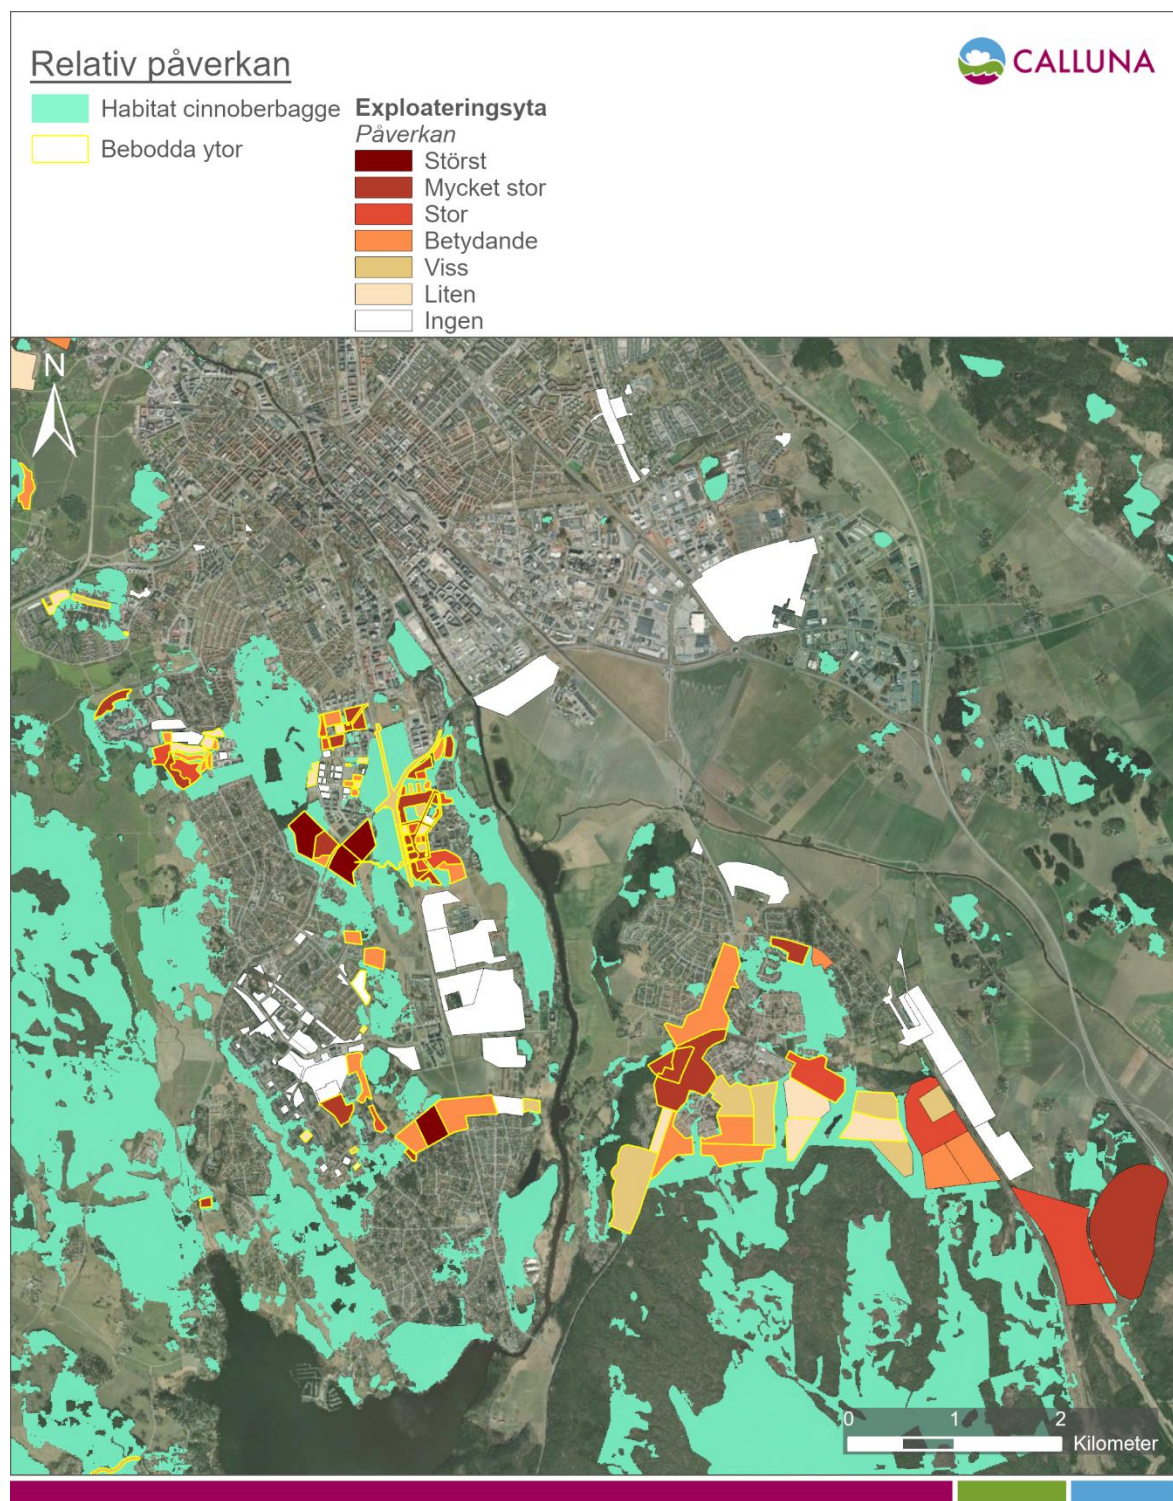 Relativ påverkan
CALLUNA
Habitat cinnoberbagge
Bebodda ytor
Exploateringsyta
Påverkan
Störst
Mycket stor
Stor
Betydande
Viss
Liten
Ingen
N
0 1 2
Kilometer